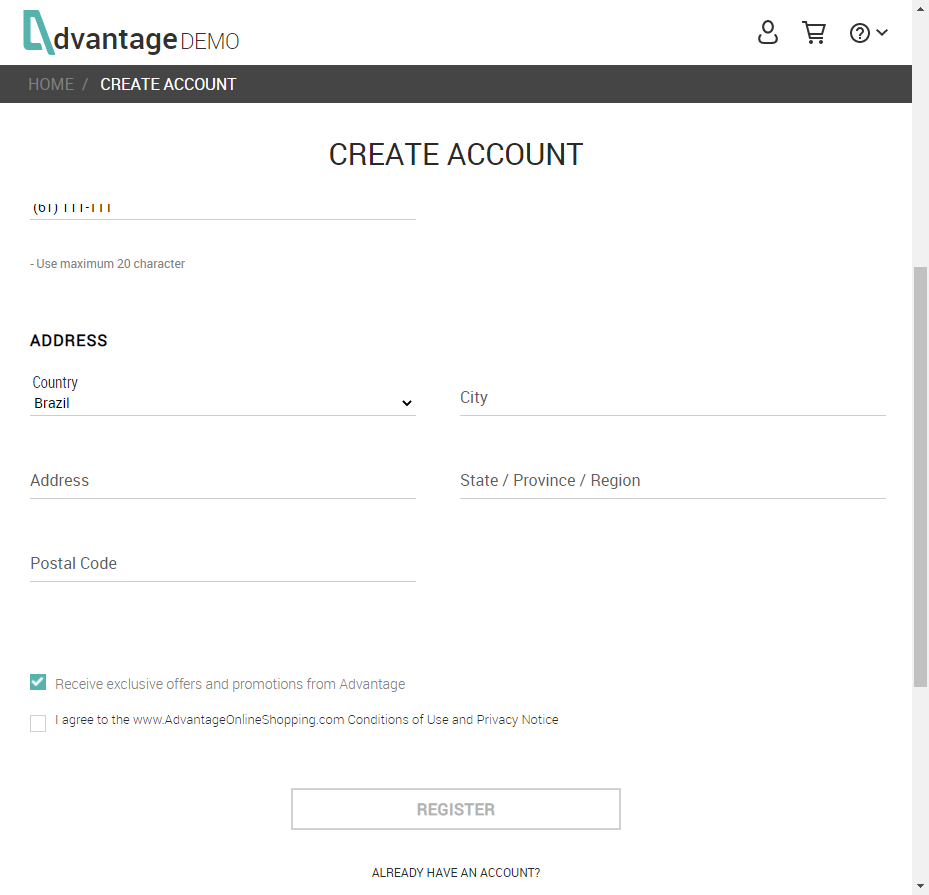 dvantage DEMO
HOME / CREATE ACCOUNT
CREATE ACCOUNT
(61) 111-111
- Use maximum 20 character
ADDRESS
Country
Brazil
City
Address
State / Province / Region
Postal Code
Receive exclusive offers and promotions from Advantage
I agree to the www.AdvantageOnlineShopping.com Conditions of Use and Privacy Notice
REGISTER
ALREADY HAVE AN ACCOUNT?